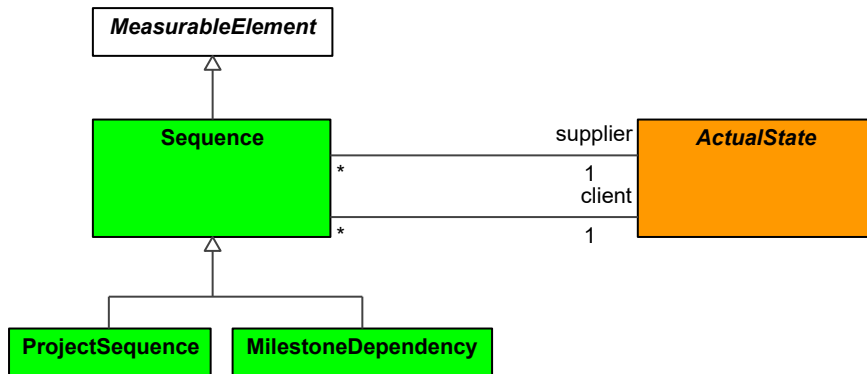 MeasurableElement
Sequence
supplier
ActualState
*
1
client
*
1
ProjectSequence
MilestoneDependency